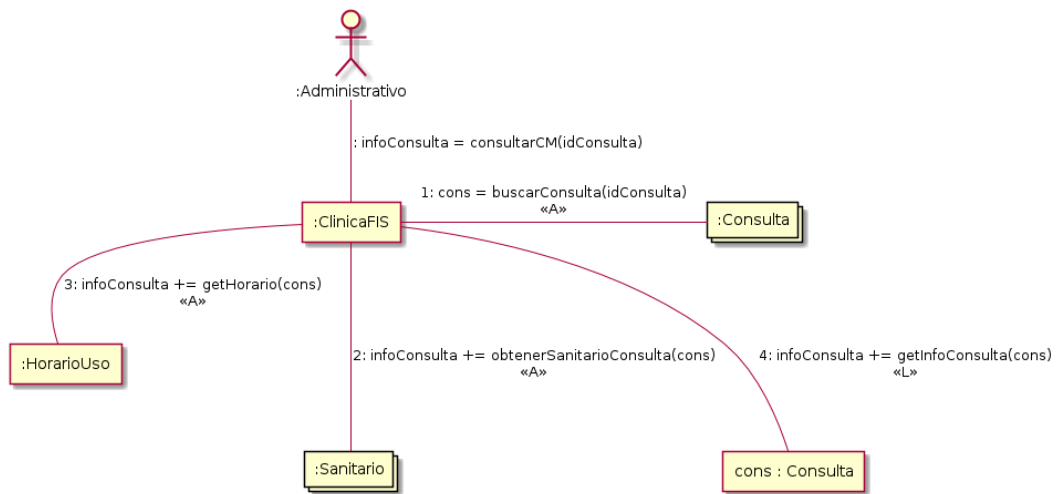 :Administrativo
: infoConsulta = consultarCM(idConsulta)
1: cons = buscarConsulta(idConsulta)
«A»
:ClinicaFIS
:Consulta
3: infoConsulta += getHorario(cons)
«A»
:HorarioUso
2: infoConsulta += obtenerSanitarioConsulta(cons)
«A»
4: infoConsulta += getInfoConsulta(cons)
«L»
:Sanitario
cons : Consulta